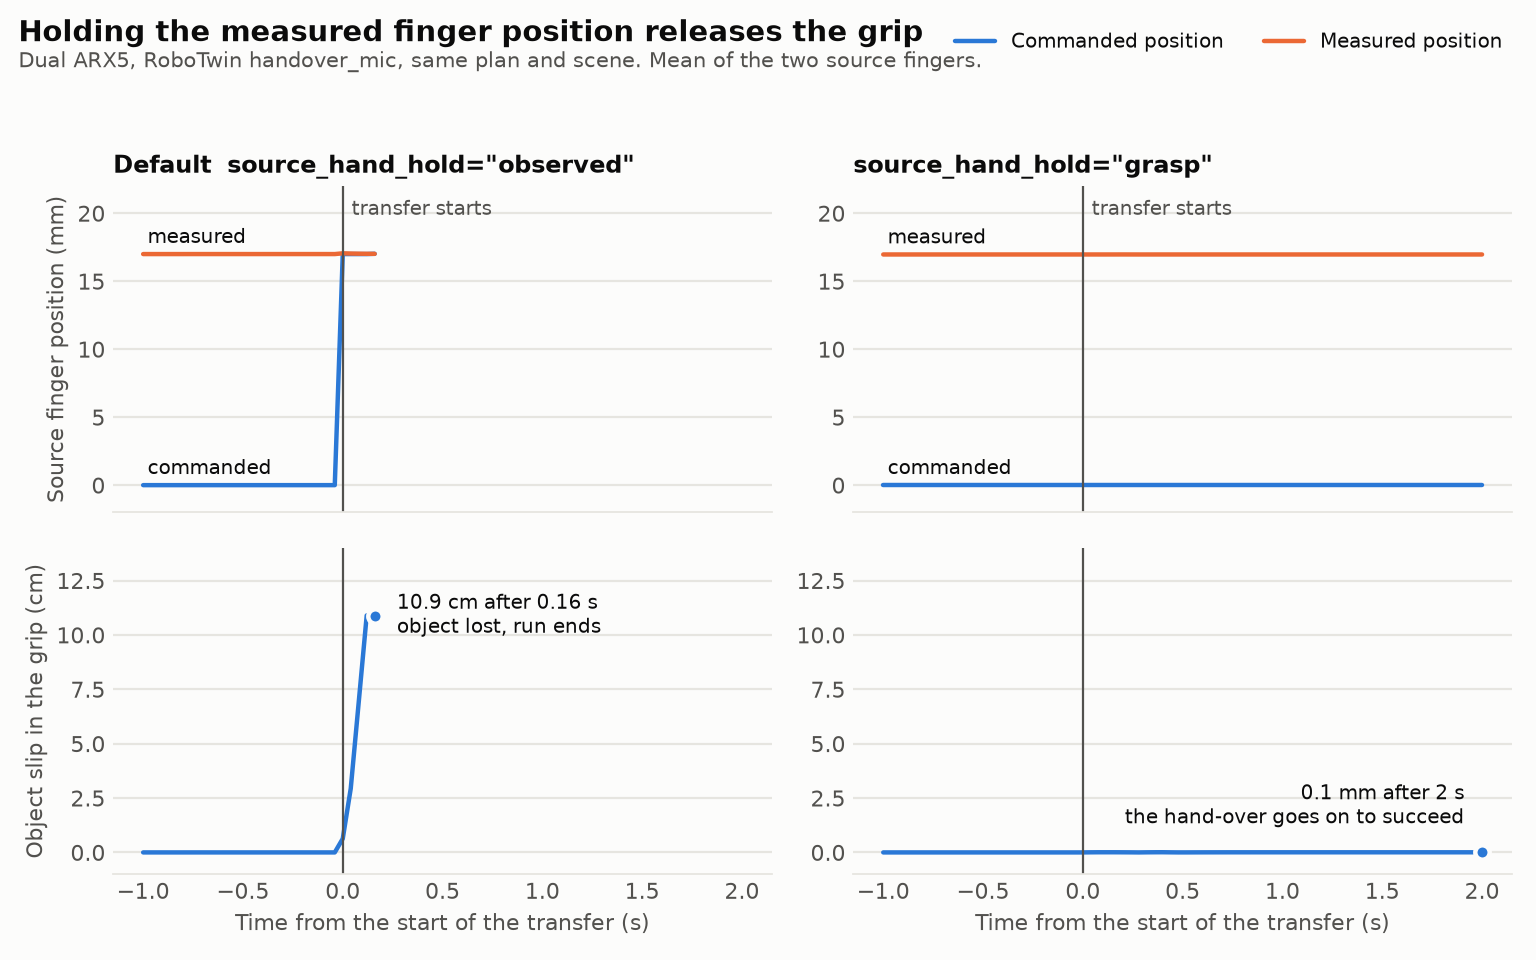 Holding the measured finger position releases the grip
Commanded position
Measured position
Dual ARX5, RoboTwin handover_mic, same plan and scene. Mean of the two source fingers.
Default  source_hand_hold="observed"
Source finger position (mm)
20
15
10
5
0
transfer starts
measured
commanded
source_hand_hold="grasp"
20
15
10
5
0
transfer starts
measured
commanded
Object slip in the grip (cm)
12.5
10.0
7.5
5.0
2.5
0.0
10.9 cm after 0.16 s
object lost, run ends
−1.0 −0.5 0.0 0.5 1.0 1.5 2.0
Time from the start of the transfer (s)
12.5
10.0
7.5
5.0
2.5
0.0
0.1 mm after 2 s
the hand-over goes on to succeed
−1.0 −0.5 0.0 0.5 1.0 1.5 2.0
Time from the start of the transfer (s)